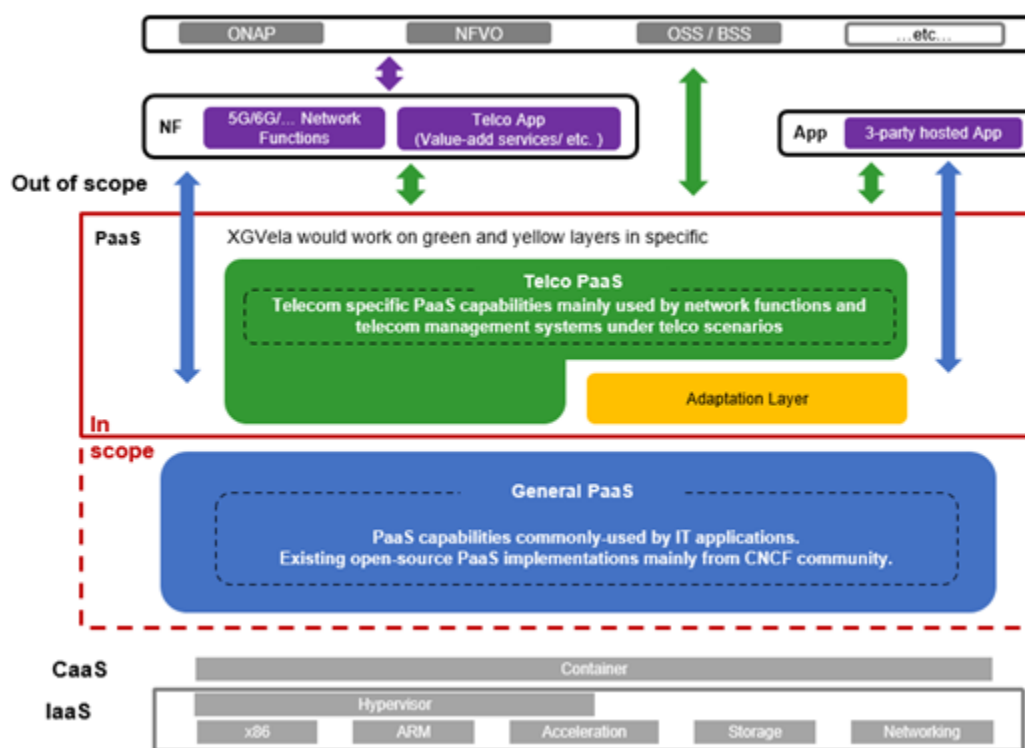 ONAP
NFVO
OSS / BSS
...etc...
NF
5G/6G/... Network
Functions
Telco App
(Value-add services/ etc. )
App
3-party hosted App
Out of scope
PaaS
XGVela would work on green and yellow layers in specific
Telco PaaS
Telecom specific PaaS capabilities mainly used by network functions and
telecom management systems under telco scenarios
Adaptation Layer
In
scope
General PaaS
PaaS capabilities commonly-used by IT applications.
Existing open-source PaaS implementations mainly from CNCF community.
CaaS
Container
IaaS
Hypervisor
x86
ARM
Acceleration
Storage
Networking